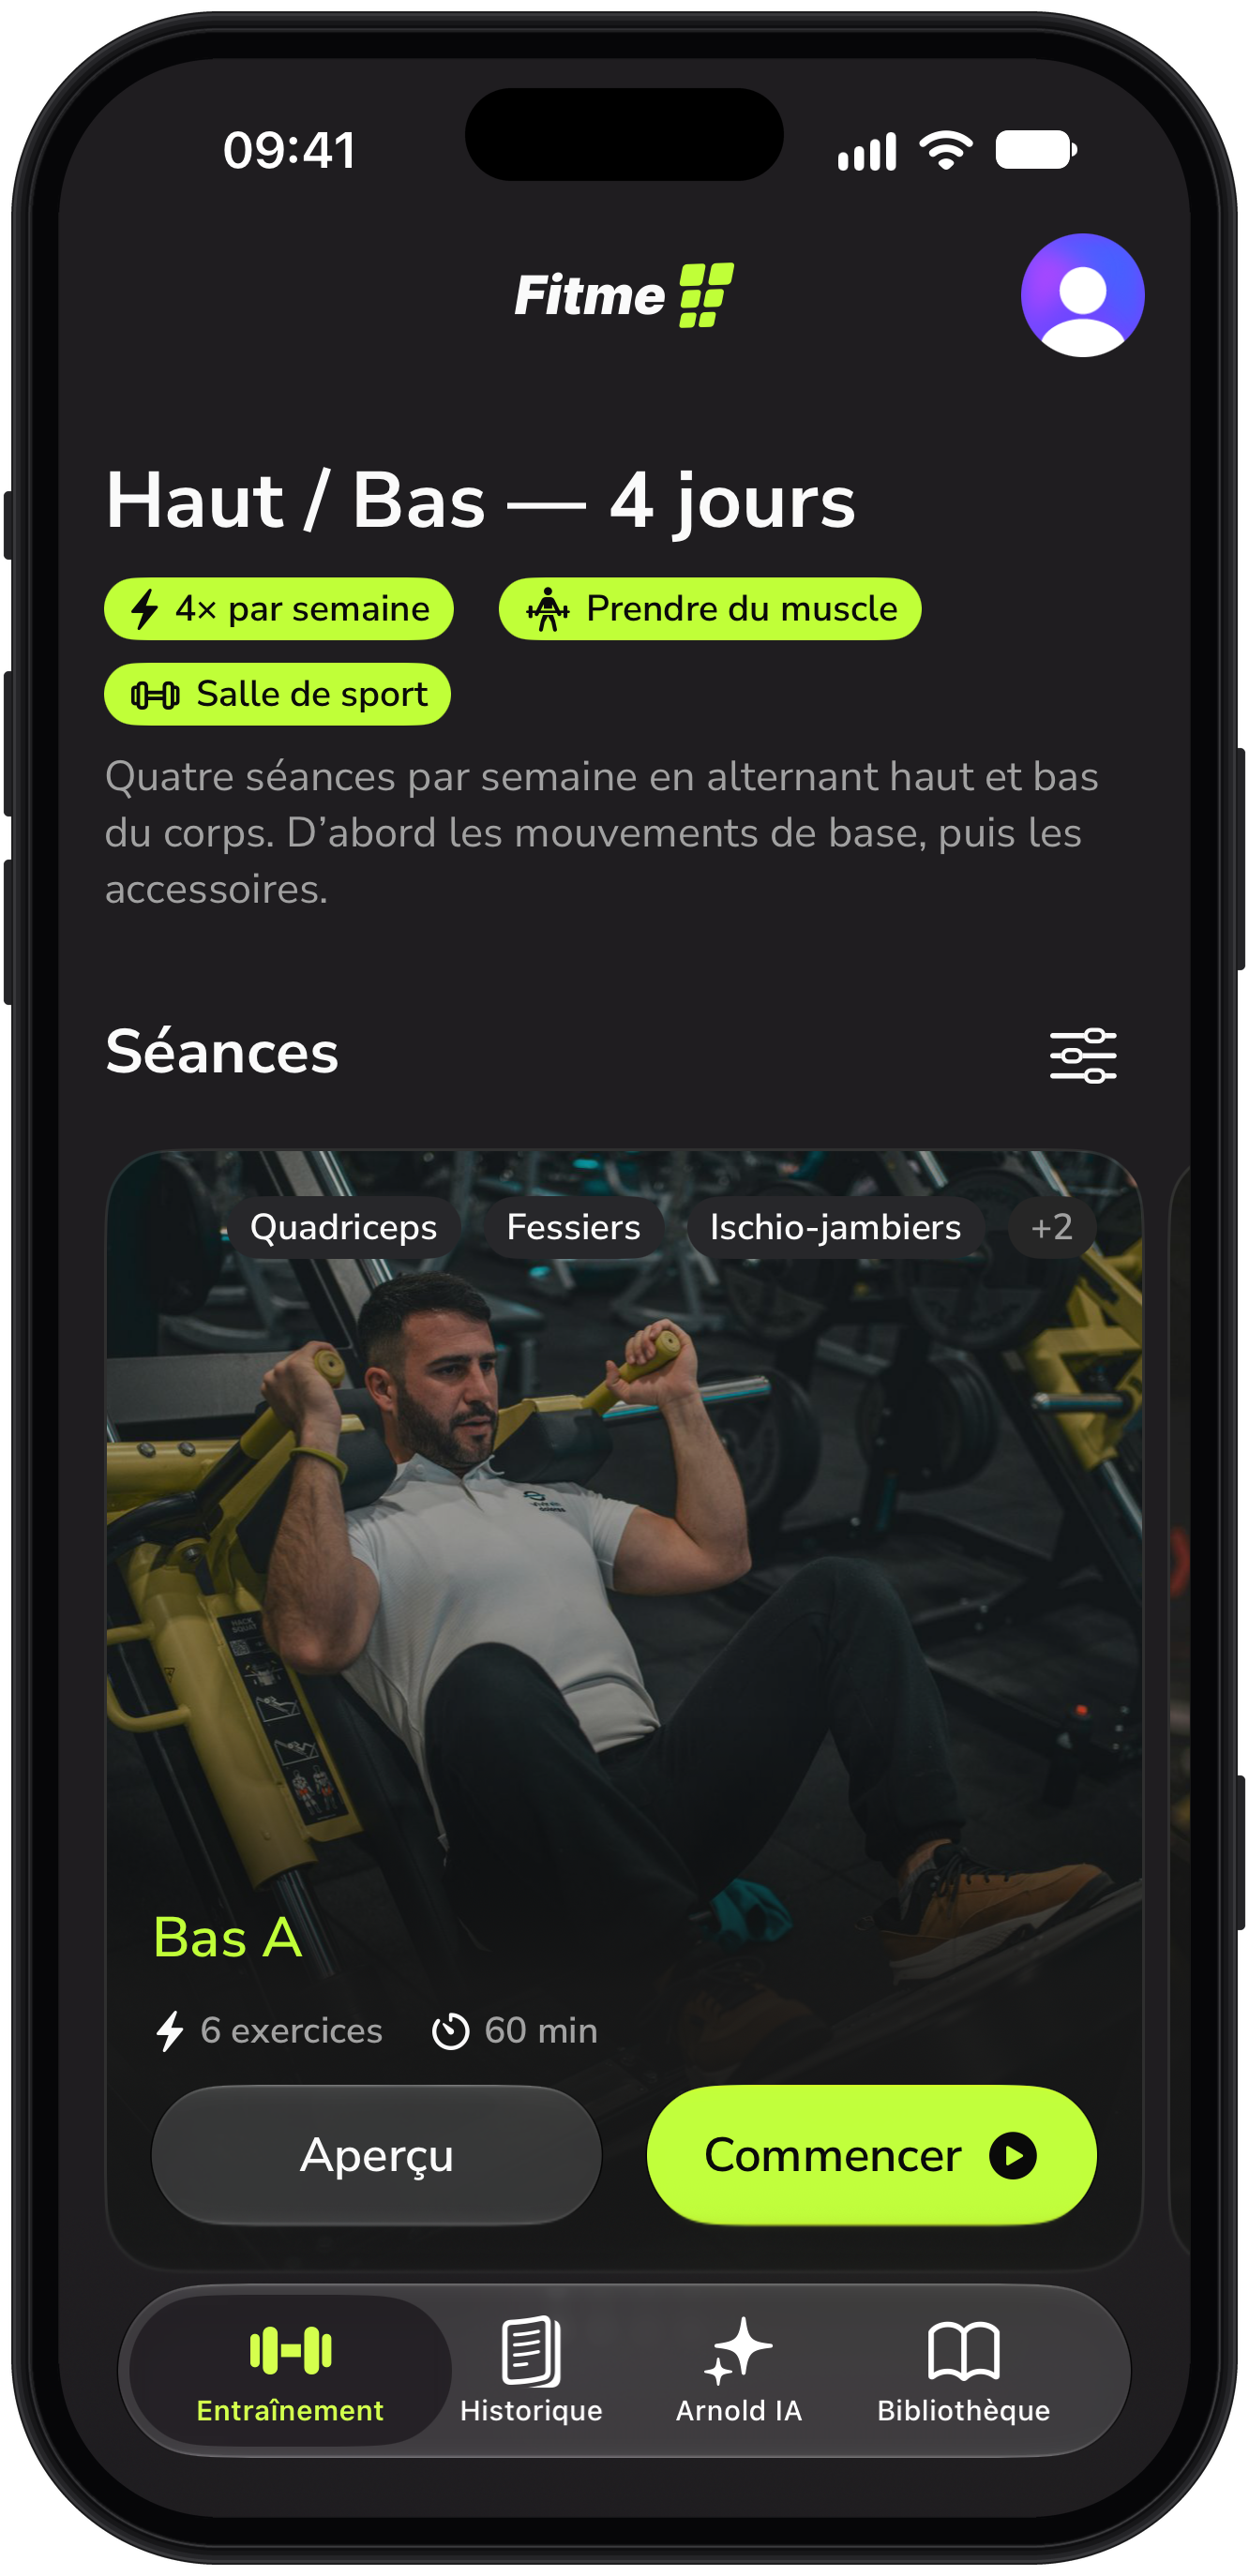 09:41
Fitme
Haut / Bas — 4 jours
4× par semaine
Prendre du muscle
Salle de sport
Quatre séances par semaine en alternant haut et bas
du corps. D’abord les mouvements de base, puis les
accessoires.
Séances
Quadriceps
Fessiers
Ischio-jambiers
+2
HACK
SQUAT
Bas A
6 exercices
60 min
Aperçu
Commencer
Entraînement
Historique
Arnold IA
Bibliothèque